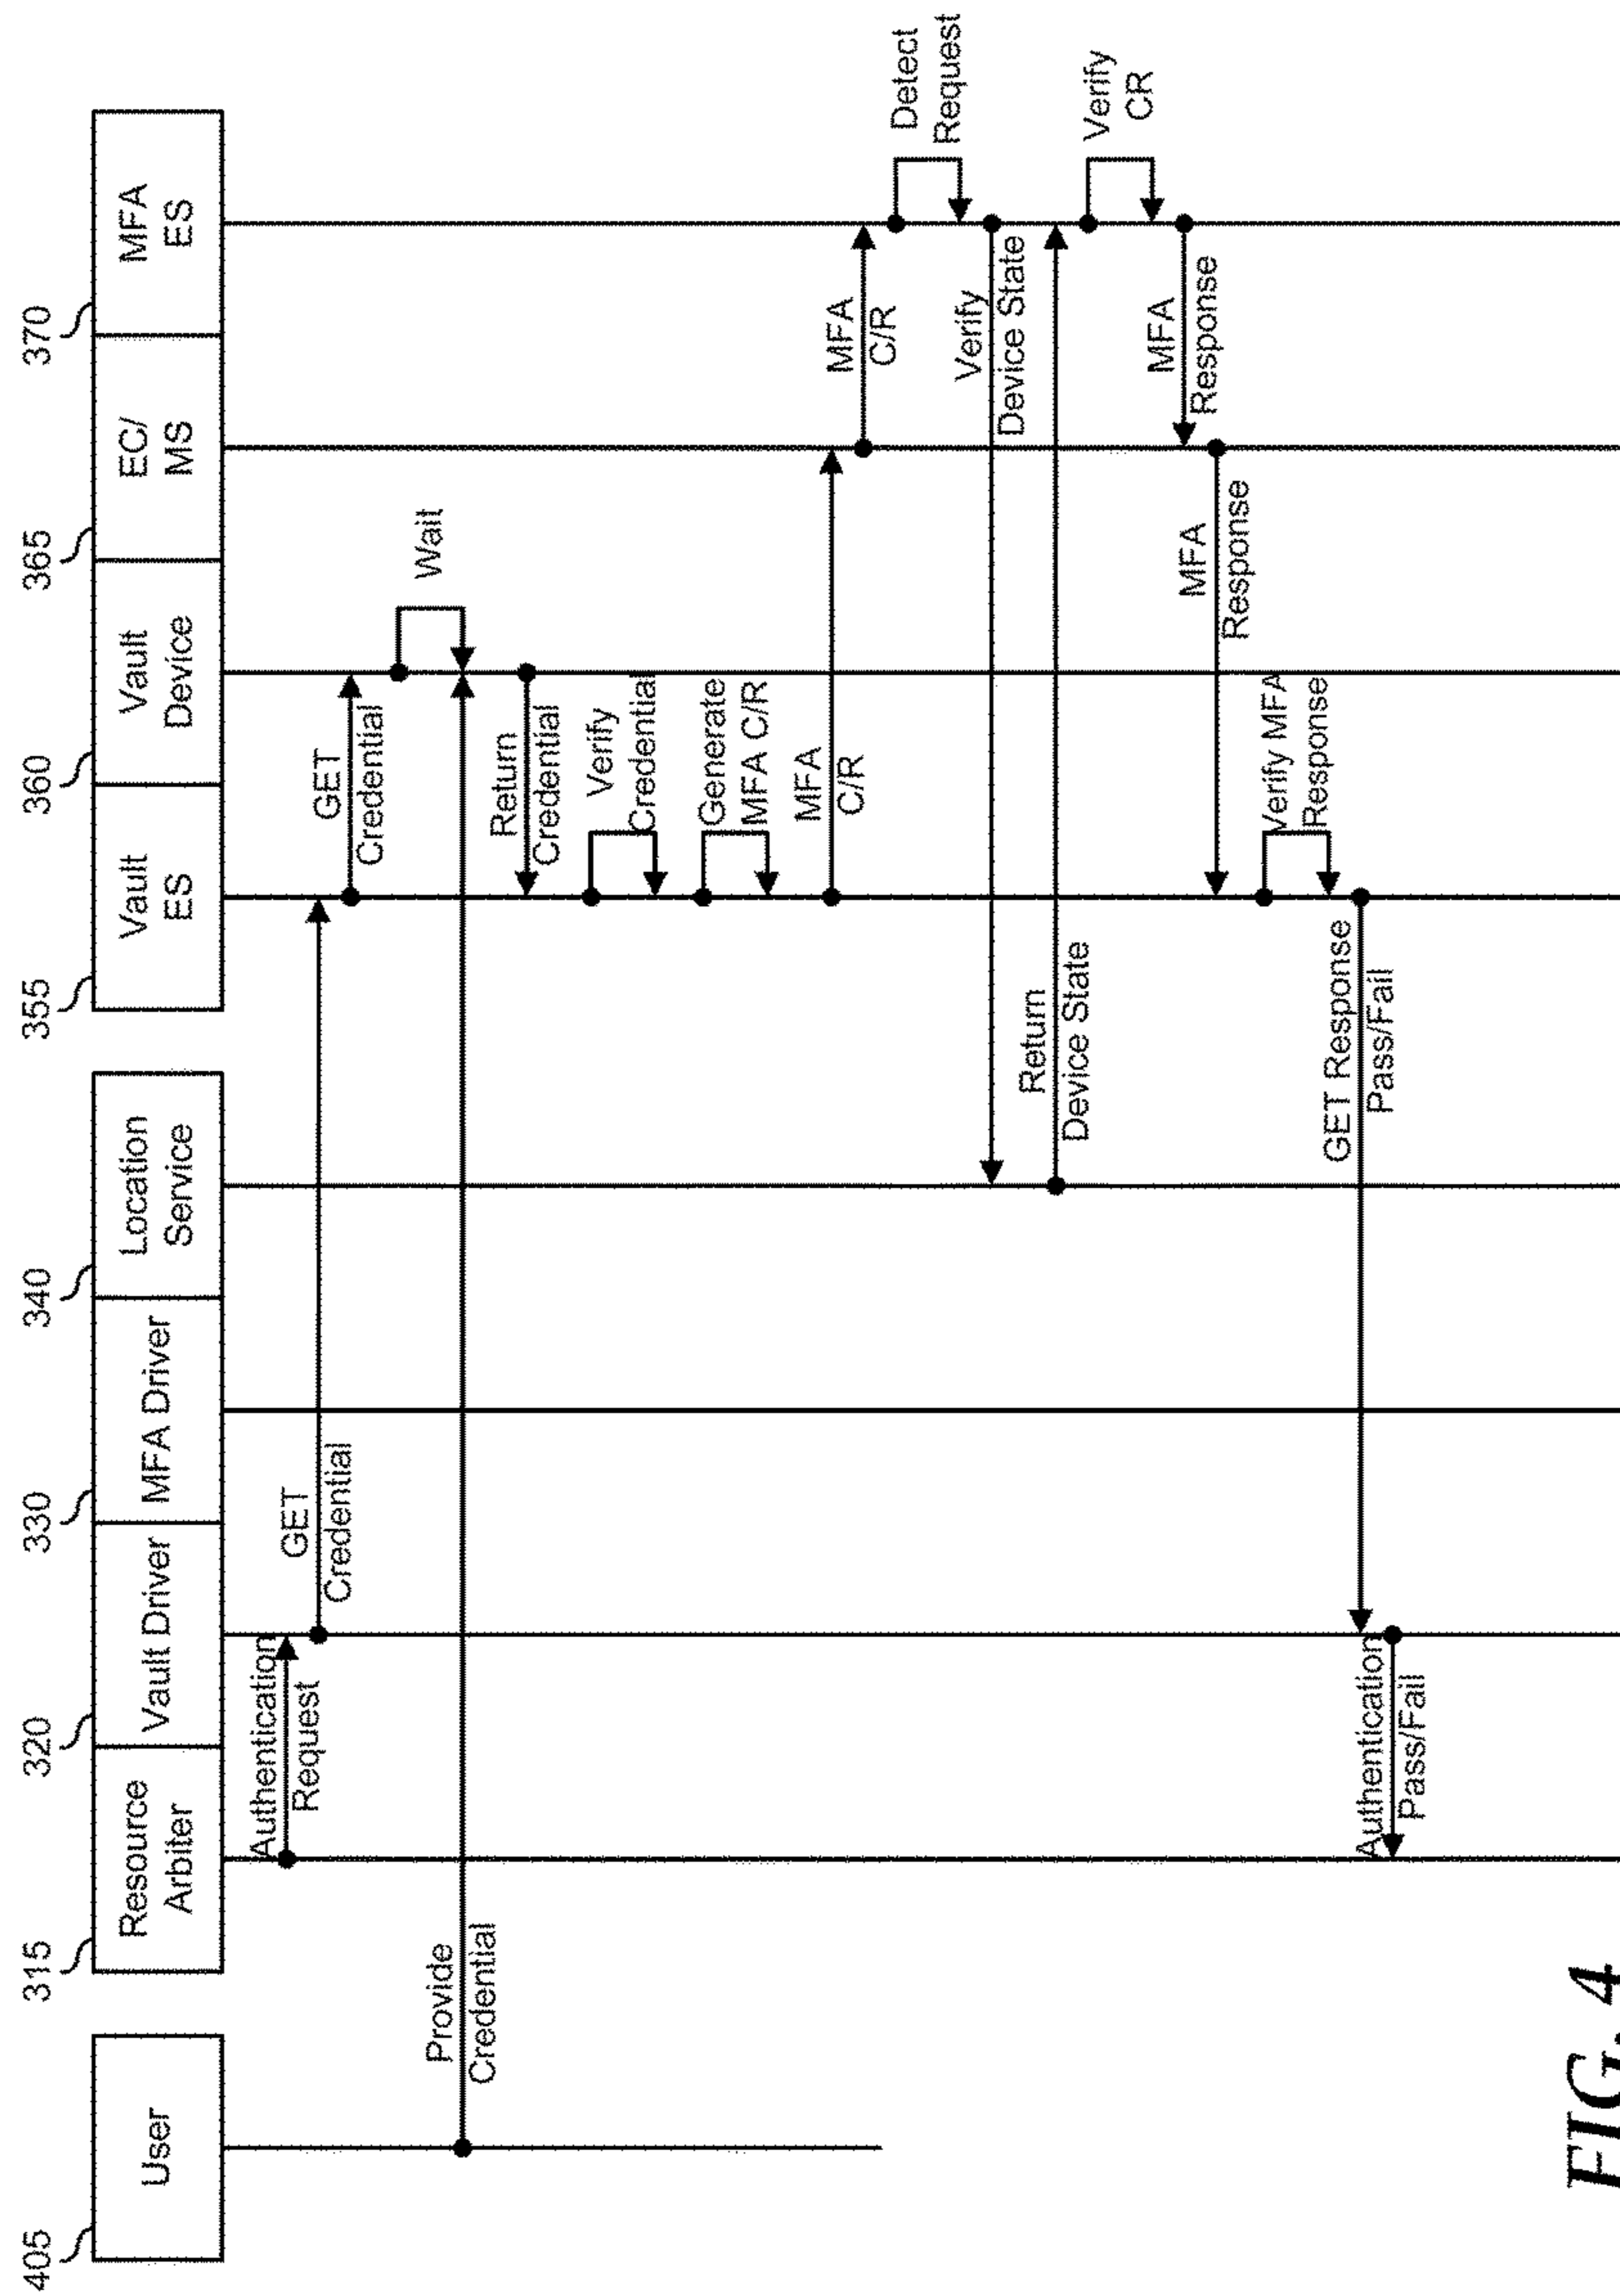 405
315
320
330
340
355
360
365
370
User
Resource
Arbiter
Vault Driver
MFA Driver
Location
Service
Vault
ES
Vault
Device
EC/
MS
MFA
ES
Authentication
Request
GET
Credential
GET
Credential
Wait
Provide
Credential
Return
Credential
Verify
Credential
Generate
MFA C/R
MFA
C/R
MFA
C/R
Detect
Request
Verify
Device State
Return
Device State
Verify
CR
MFA
Response
MFA
Response
Verify MFA
Response
GET Response
Pass/Fail
Authentication
Pass/Fail
FIG. 4